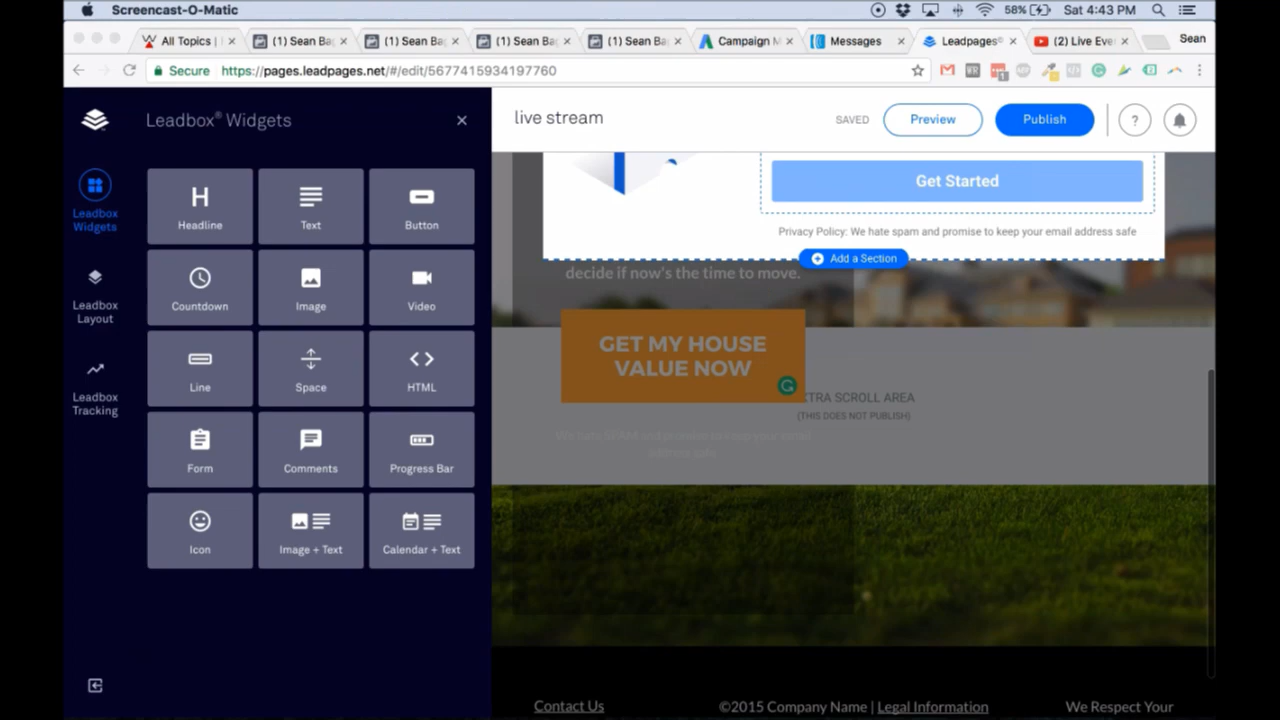 Screencast-O-Matic
58%
Sat 4:43 PM
All Topics |
(1) Sean Ba
(1) Sean Ba
(1) Sean Ba
(1) Sean Ba
Campaign M
Messages
Leadpages®
(2) Live Eve
Sean
Secure
https://pages.leadpages.net/#/edit/5677415934197760
Leadbox® Widgets
live stream
SAVED
Preview
Publish
?
Leadbox
Widgets
Leadbox
Layout
Leadbox
Tracking
Headline
Text
Button
Countdown
Image
Video
Line
Space
HTML
Form
Comments
Progress Bar
Icon
Image + Text
Calendar + Text
Get Started
Privacy Policy: We hate spam and promise to keep your email address safe
Add a Section
decide if now's the time to move.
GET MY HOUSE
VALUE NOW
XTRA SCROLL AREA
(THIS DOES NOT PUBLISH)
Contact Us
©2015 Company Name | Legal Information
We Respect Your